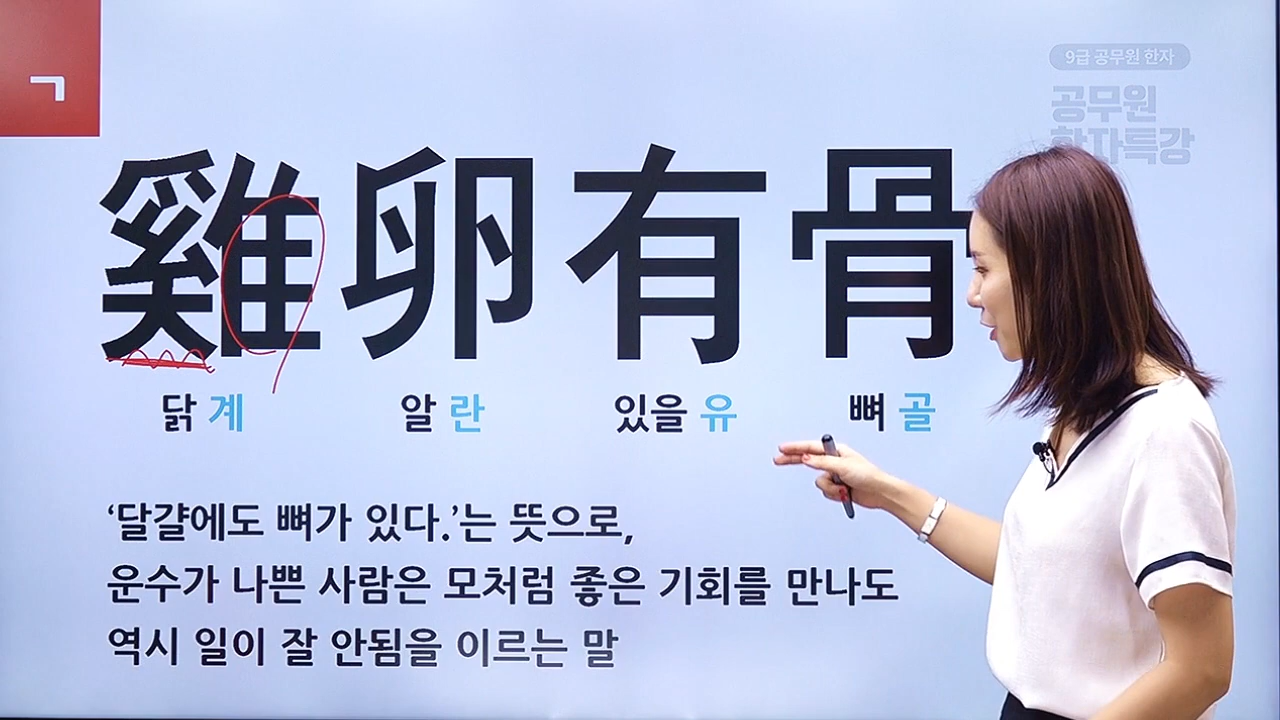 ㄱ
9급 공무원 한자
공무원
한자특강
雞卵有骨
닭 계 알 란 있을 유 뼈 골
‘달걀에도 뼈가 있다.’는 뜻으로,
운수가 나쁜 사람은 모처럼 좋은 기회를 만나도
역시 일이 잘 안됨을 이르는 말